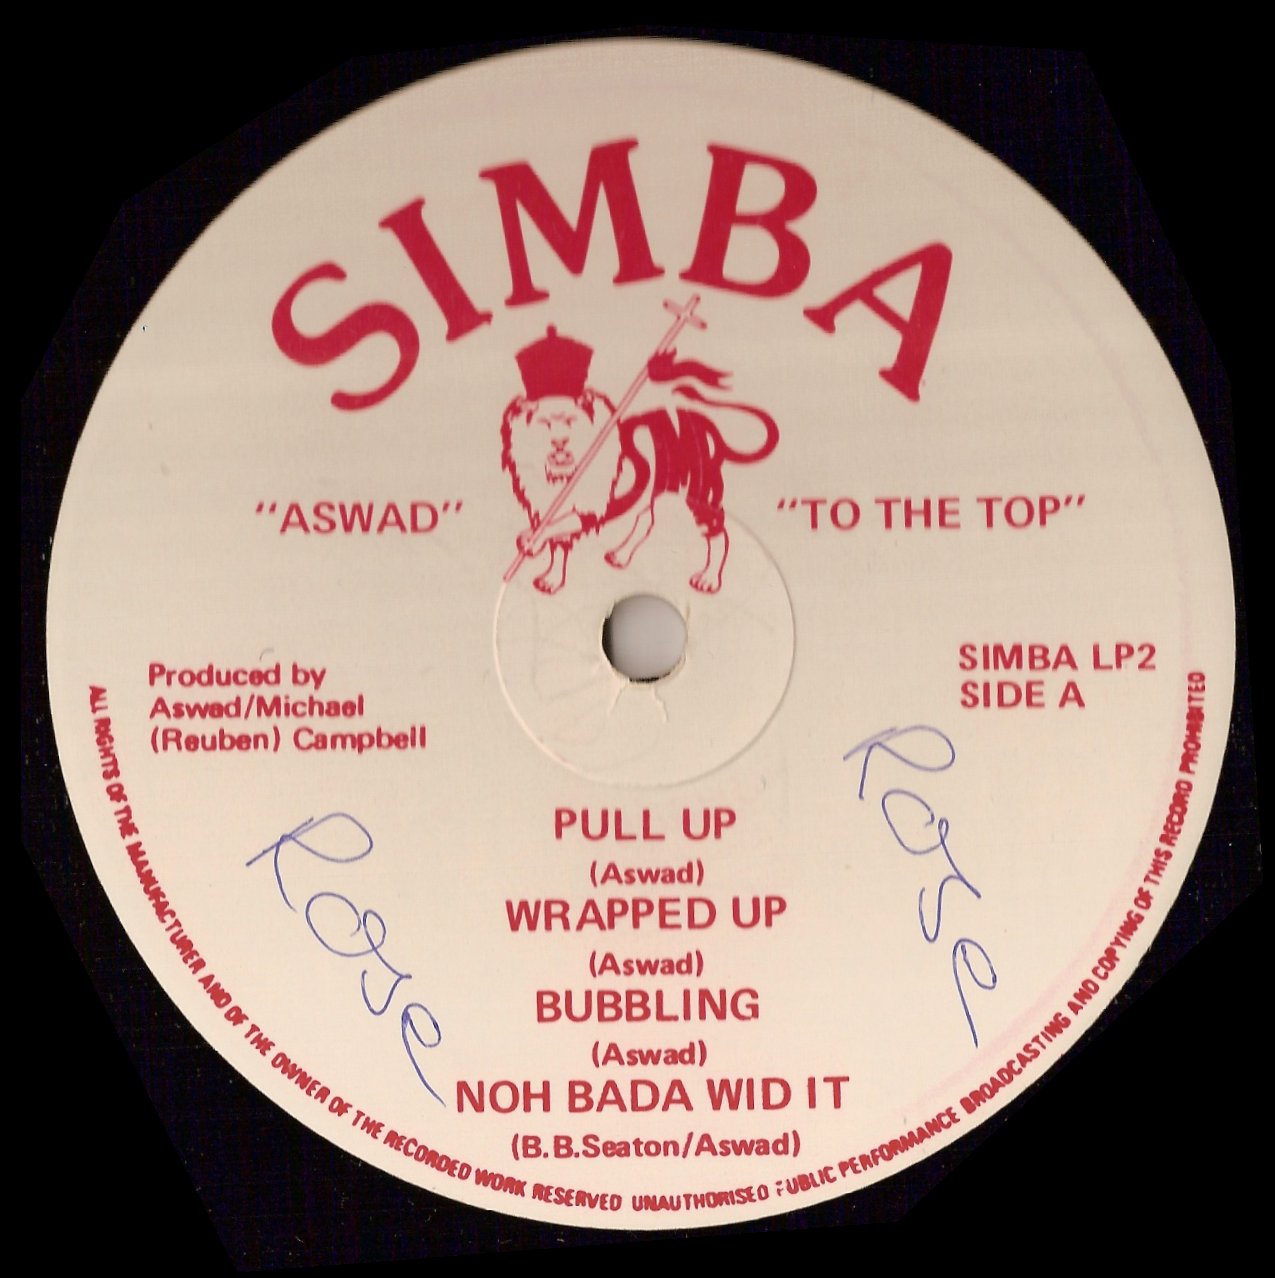 SIMBA
"ASWAD"
"TO THE TOP"
Produced by
Aswad/Michael
(Reuben) Campbell
SIMBA LP2
SIDE A
PULL UP
(Aswad)
WRAPPED UP
(Aswad)
BUBBLING
(Aswad)
NOH BADA WID IT
(B.B.Seaton/Aswad)
Rose
Rose
ALL RIGHTS OF THE MANUFACTURER AND OF THE OWNER OF THE RECORDED WORK RESERVED UNAUTHORISED PUBLIC PERFORMANCE BROADCASTING AND COPYING OF THIS RECORD PROHIBITED